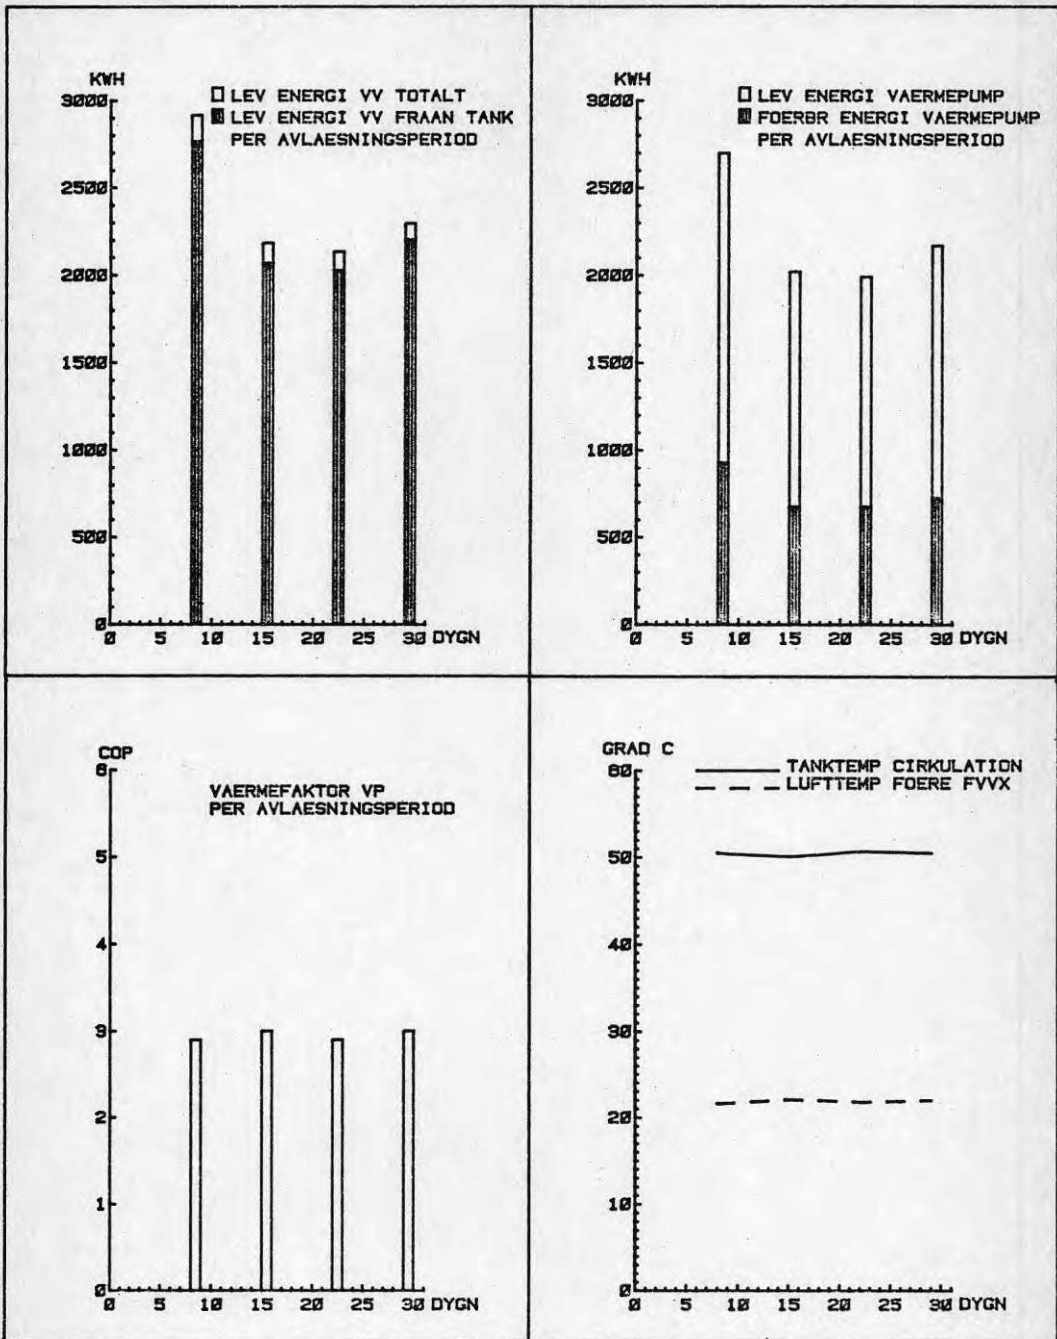 KWH
□ LEV ENERGI VV TOTALT
■ LEV ENERGI VV FRAAN TANK
PER AVLAESNINGSPERIOD
3000
2500
2000
1500
1000
500
0
0 5 10 15 20 25 30 DYGN
KWH
□ LEV ENERGI VAERMEPUMP
■ FOERBR ENERGI VAERMEPUMP
PER AVLAESNINGSPERIOD
3000
2500
2000
1500
1000
500
0
0 5 10 15 20 25 30 DYGN
COP
VAERMEFAKTOR VP
PER AVLAESNINGSPERIOD
6
5
4
3
2
1
0
0 5 10 15 20 25 30 DYGN
GRAD C
TANKTEMP CIRKULATION
LUFTTEMP FOERE FVVX
60
50
40
30
20
10
0
0 5 10 15 20 25 30 DYGN